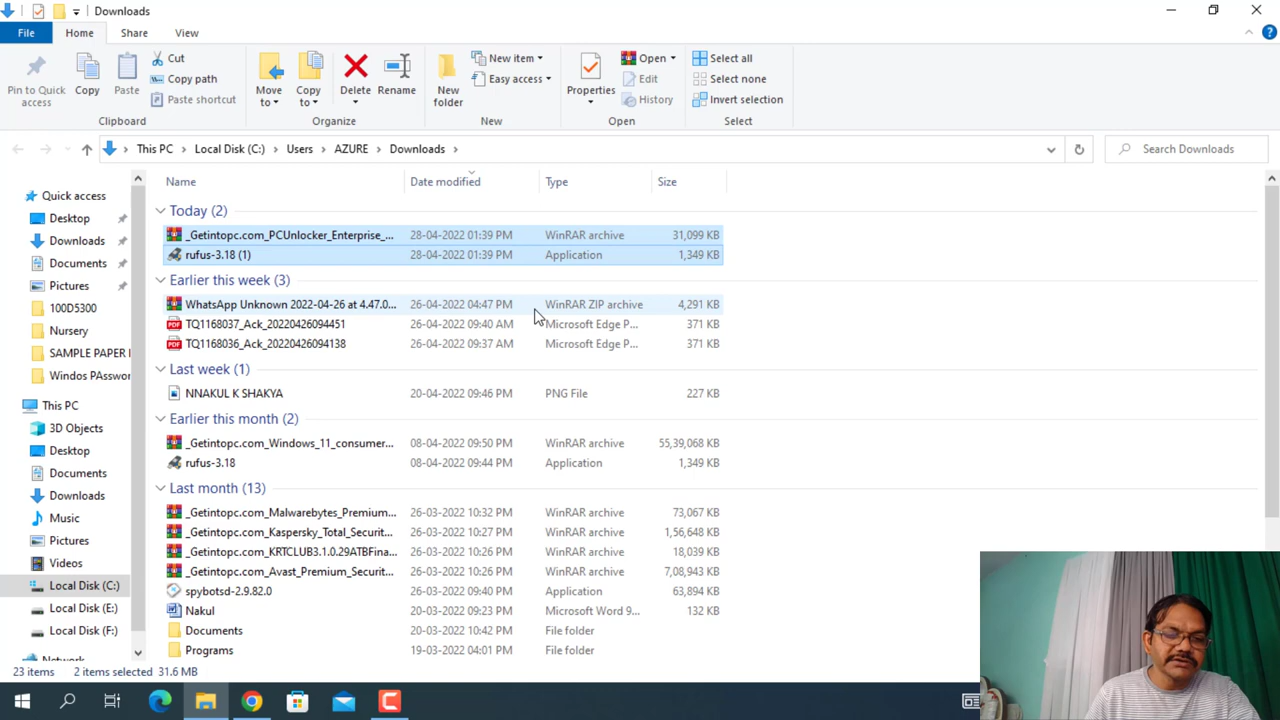 Downloads
File
Home
Share
View
Pin to Quick access
Copy
Paste
Cut
Copy path
Paste shortcut
Clipboard
Move to
Copy to
Delete
Rename
Organize
New folder
New item
Easy access
New
Properties
Open
Edit
History
Open
Select all
Select none
Invert selection
Select
This PC > Local Disk (C:) > Users > AZURE > Downloads >
Search Downloads
Quick access
Desktop
Downloads
Documents
Pictures
100D5300
Nursery
SAMPLE PAPER
Windos PAsswor
This PC
3D Objects
Desktop
Documents
Downloads
Music
Pictures
Videos
Local Disk (C:)
Local Disk (E:)
Local Disk (F:)
Network
Name Date modified Type Size
Today (2)
_Getintopc.com_PCUnlocker_Enterprise_... 28-04-2022 01:39 PM WinRAR archive 31,099 KB
rufus-3.18 (1) 28-04-2022 01:39 PM Application 1,349 KB
Earlier this week (3)
WhatsApp Unknown 2022-04-26 at 4.47.0... 26-04-2022 04:47 PM WinRAR ZIP archive 4,291 KB
TQ1168037_Ack_20220426094451 26-04-2022 09:40 AM Microsoft Edge P... 371 KB
TQ1168036_Ack_20220426094138 26-04-2022 09:37 AM Microsoft Edge P... 371 KB
Last week (1)
NNAKUL K SHAKYA 20-04-2022 09:46 PM PNG File 227 KB
Earlier this month (2)
_Getintopc.com_Windows_11_consumer... 08-04-2022 09:50 PM WinRAR archive 55,39,068 KB
rufus-3.18 08-04-2022 09:44 PM Application 1,349 KB
Last month (13)
_Getintopc.com_Malwarebytes_Premium... 26-03-2022 10:32 PM WinRAR archive 73,067 KB
_Getintopc.com_Kaspersky_Total_Securit... 26-03-2022 10:27 PM WinRAR archive 1,56,648 KB
_Getintopc.com_KRTCLUB3.1.0.29ATBFina... 26-03-2022 10:26 PM WinRAR archive 18,039 KB
_Getintopc.com_Avast_Premium_Securit... 26-03-2022 10:26 PM WinRAR archive 7,08,943 KB
spybotsd-2.9.82.0 26-03-2022 09:40 PM Application 63,894 KB
Nakul 20-03-2022 09:23 PM Microsoft Word 9... 132 KB
Documents 20-03-2022 10:42 PM File folder
Programs 19-03-2022 04:01 PM File folder
23 items 2 items selected 31.6 MB